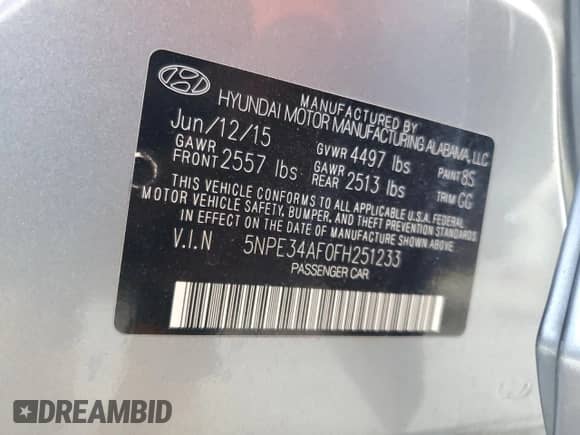 MANUFACTURED BY
HYUNDAI MOTOR MANUFACTURING ALABAMA, LLC
Jun/12/15 GVWR 4497 lbs PAINT 8S
GAWR FRONT 2557 lbs GAWR REAR 2513 lbs TRIM GG
THIS VEHICLE CONFORMS TO ALL APPLICABLE U.S.A. FEDERAL
MOTOR VEHICLE SAFETY, BUMPER, AND THEFT PREVENTION STANDARDS
IN EFFECT ON THE DATE OF MANUFACTURE SHOWN ABOVE.
V.I.N 5NPE34AF0FH251233
PASSENGER CAR
DREAMBID